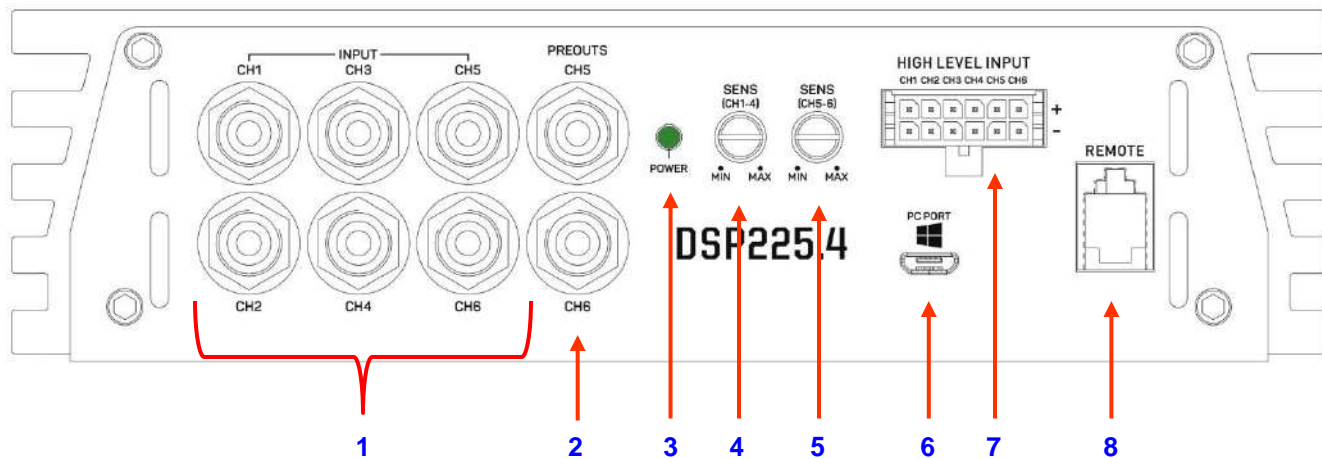 INPUT
PREOUTS
CH1 CH3 CH5 CH5
HIGH LEVEL INPUT
CH1 CH2 CH3 CH4 CH5 CH6
SENS
(CH1-4)
SENS
(CH5-6)
+
-
REMOTE
POWER
MIN MAX
MIN MAX
PC PORT
DSP225.4
CH2 CH4 CH6 CH6
1 2 3 4 5 6 7 8